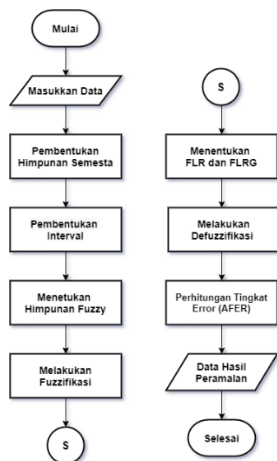 Mulai
Masukkan Data
Pembentukan
Himpunan Semesta
Pembentukan
Interval
Menetukan
Himpunan Fuzzy
Melakukan
Fuzzifikasi
S
S
Menentukan
FLR dan FLRG
Melakukan
Defuzzifikasi
Perhitungan Tingkat
Error (AFER)
Data Hasil
Peramalan
Selesai